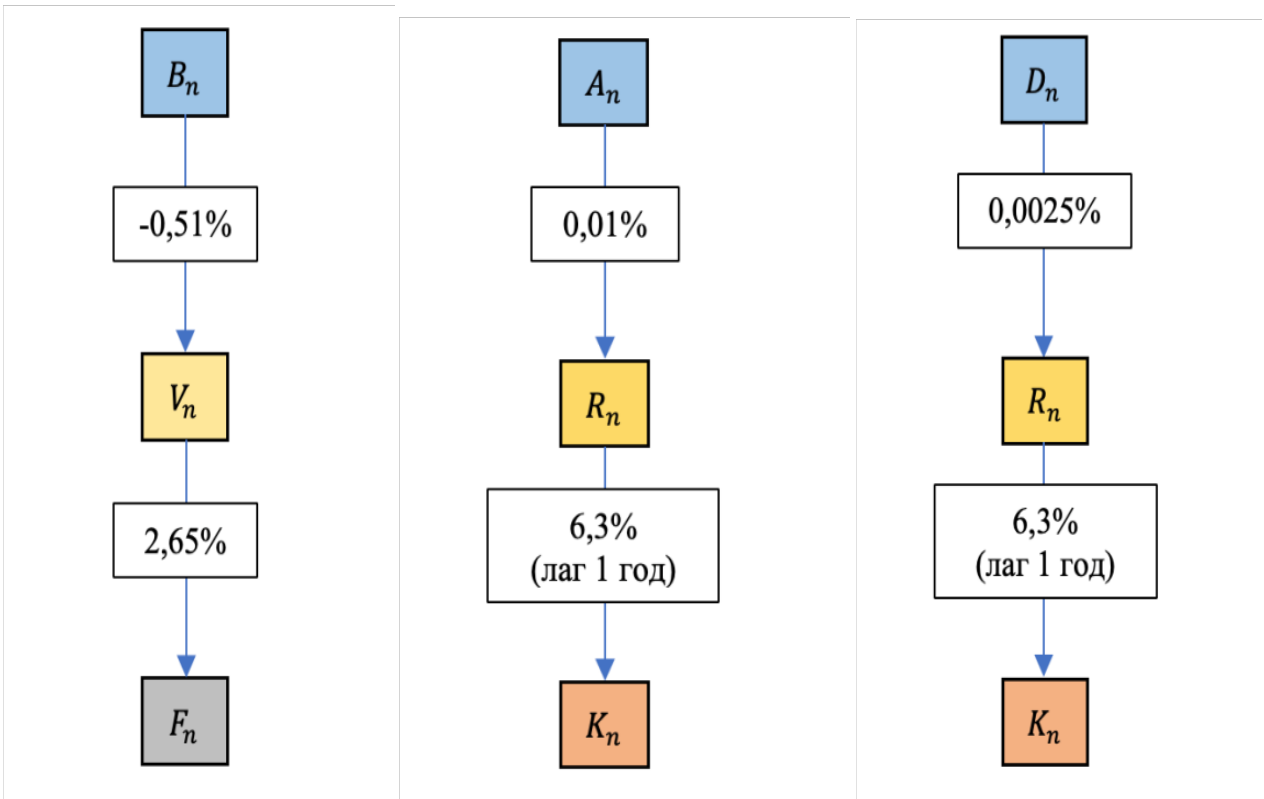 Bₙ
-0,51%
Vₙ
2,65%
Fₙ
Aₙ
0,01%
Rₙ
6,3%
(лаг 1 год)
Kₙ
Dₙ
0,0025%
Rₙ
6,3%
(лаг 1 год)
Kₙ